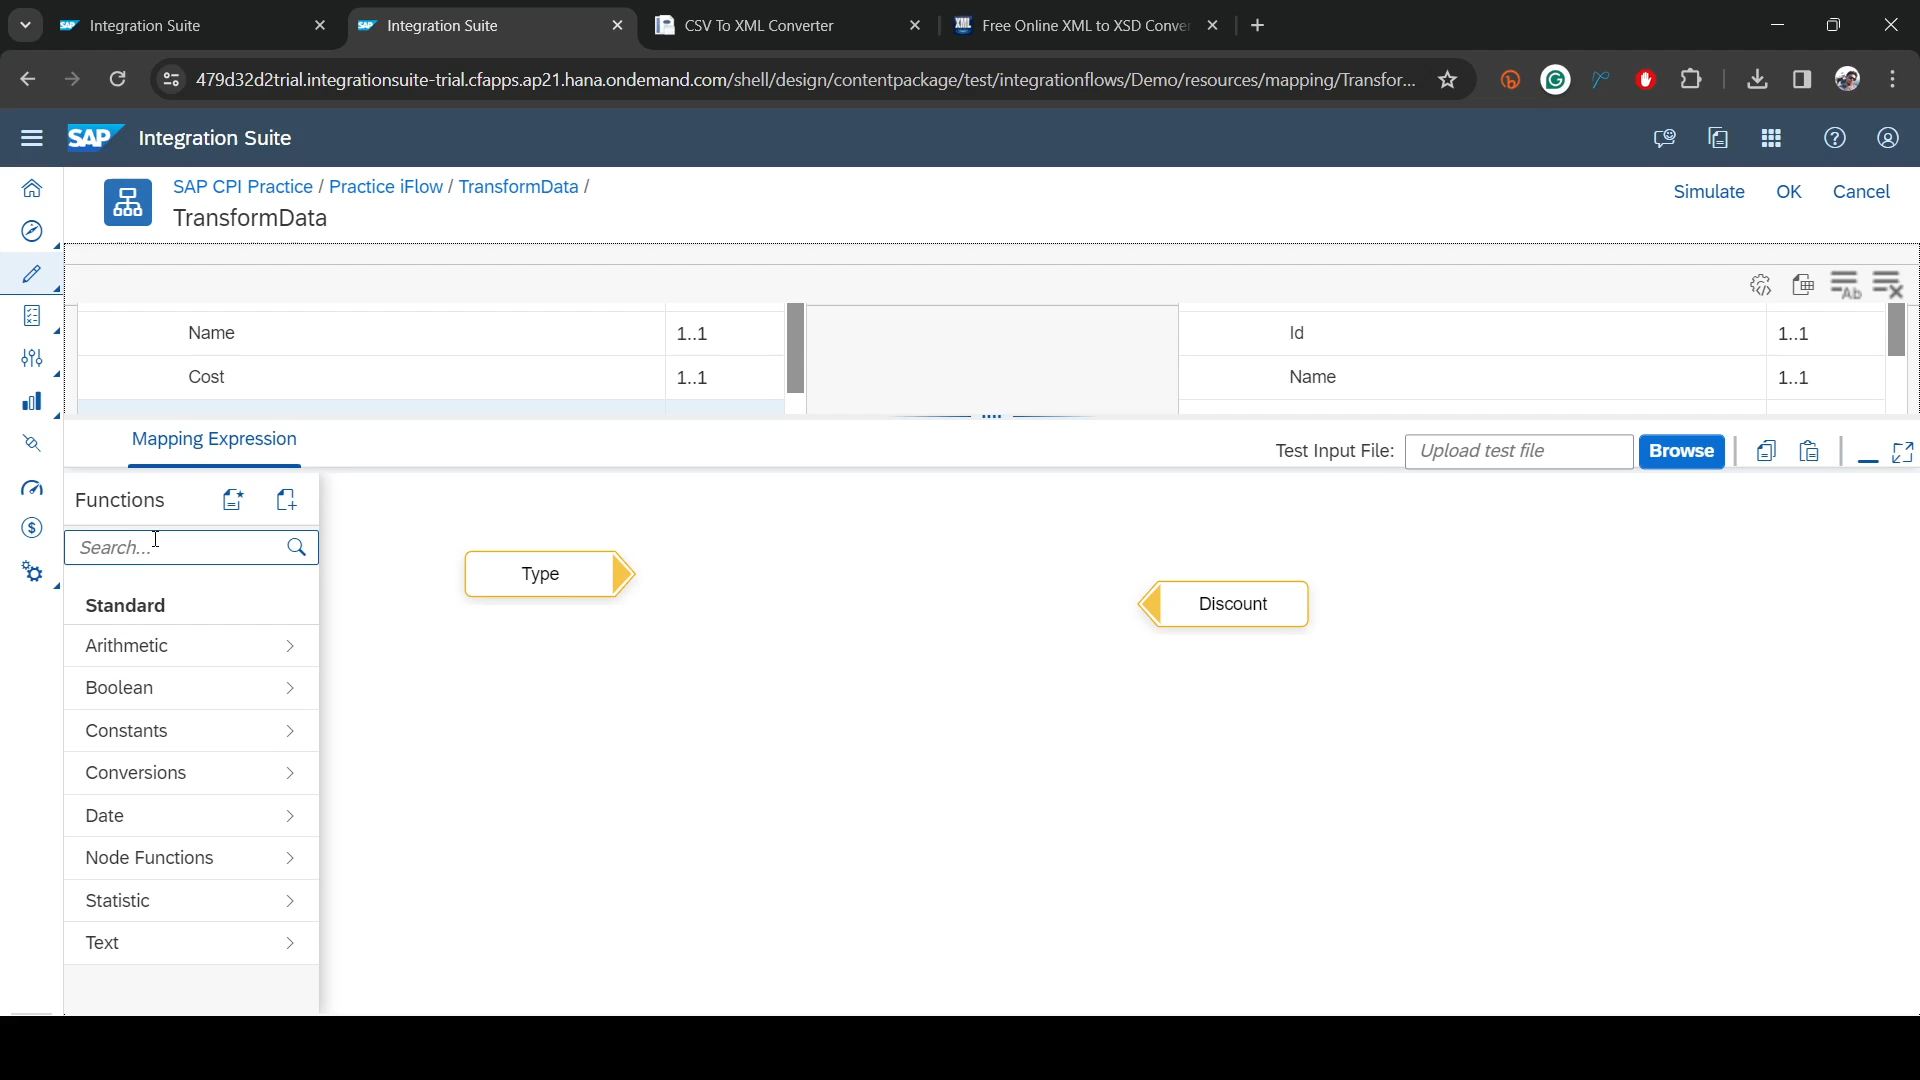 Integration Suite
Integration Suite
CSV To XML Converter
Free Online XML to XSD Conver
479d32d2trial.integrationsuite-trial.cfapps.ap21.hana.ondemand.com/shell/design/contentpackage/test/integrationflows/Demo/resources/mapping/Transfor...
SAP Integration Suite
SAP CPI Practice / Practice iFlow / TransformData /
TransformData
Simulate OK Cancel
Name 1..1 Id 1..1
Cost 1..1 Name 1..1
Mapping Expression
Test Input File: Upload test file Browse
Functions
Search...
Type
Discount
Standard
Arithmetic
Boolean
Constants
Conversions
Date
Node Functions
Statistic
Text